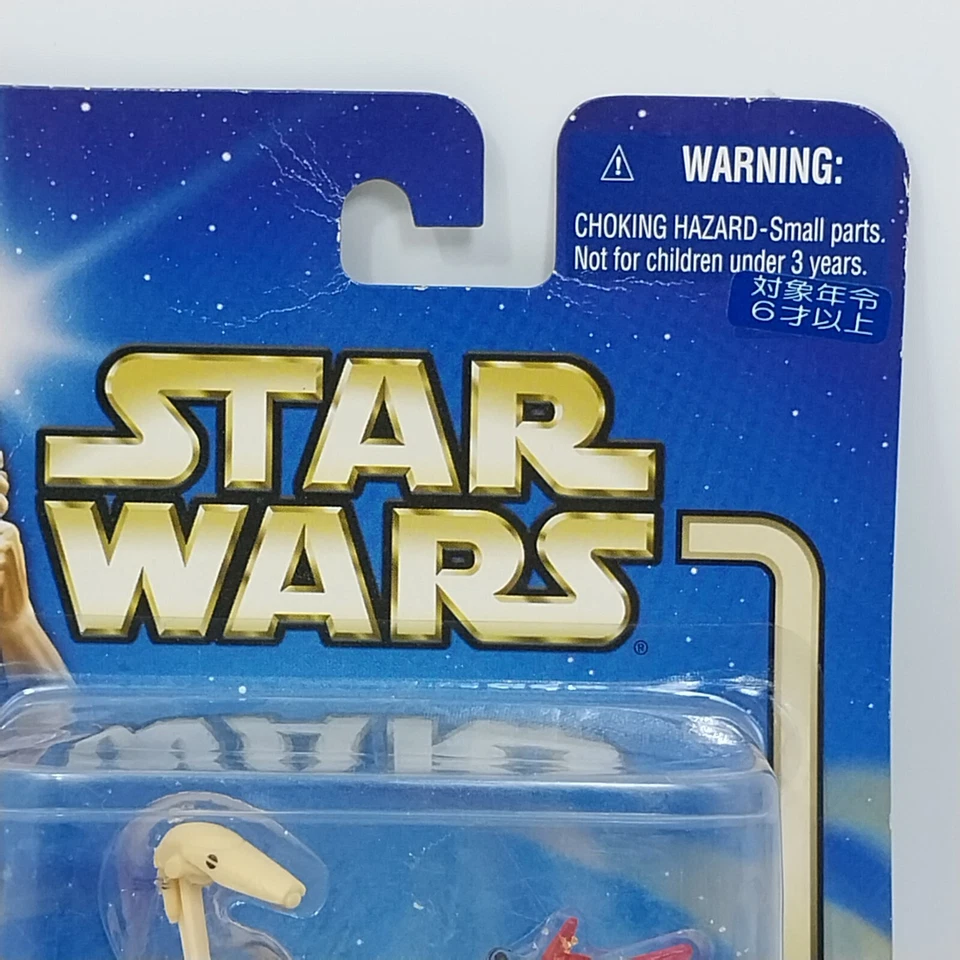 WARNING:
CHOKING HAZARD-Small parts.
Not for children under 3 years.
対象年令
6才以上
STAR
WARS
®